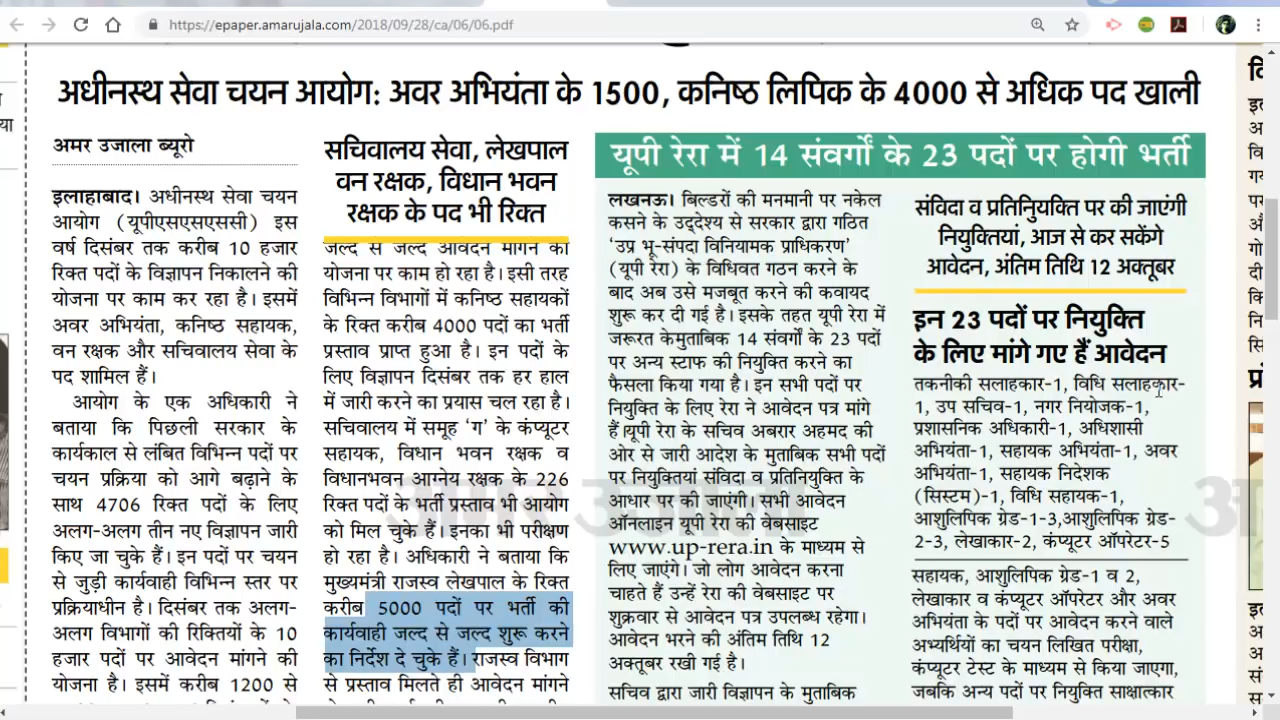 https://epaper.amarujala.com/2018/09/28/ca/06/06.pdf
अधीनस्थ सेवा चयन आयोग: अवर अभियंता के 1500, कनिष्ठ लिपिक के 4000 से अधिक पद खाली
अमर उजाला ब्यूरो
इलाहाबाद। अधीनस्थ सेवा चयन
आयोग (यूपीएसएसएससी) इस
वर्ष दिसंबर तक करीब 10 हजार
रिक्त पदों के विज्ञापन निकालने की
योजना पर काम कर रहा है। इसमें
अवर अभियंता, कनिष्ठ सहायक,
वन रक्षक और सचिवालय सेवा के
पद शामिल हैं।
आयोग के एक अधिकारी ने
बताया कि पिछली सरकार के
कार्यकाल से लंबित विभिन्न पदों पर
चयन प्रक्रिया को आगे बढ़ाने के
साथ 4706 रिक्त पदों के लिए
अलग-अलग तीन नए विज्ञापन जारी
किए जा चुके हैं। इन पदों पर चयन
से जुड़ी कार्यवाही विभिन्न स्तर पर
प्रक्रियाधीन है। दिसंबर तक अलग-
अलग विभागों की रिक्तियों के 10
हजार पदों पर आवेदन मांगने की
योजना है। इसमें करीब 1200 से
सचिवालय सेवा, लेखपाल
वन रक्षक, विधान भवन
रक्षक के पद भी रिक्त
जल्द से जल्द आवेदन मांगने की
योजना पर काम हो रहा है। इसी तरह
विभिन्न विभागों में कनिष्ठ सहायकों
के रिक्त करीब 4000 पदों का भर्ती
प्रस्ताव प्राप्त हुआ है। इन पदों के
लिए विज्ञापन दिसंबर तक हर हाल
में जारी करने का प्रयास चल रहा है।
सचिवालय में समूह ‘ग’ के कंप्यूटर
सहायक, विधान भवन रक्षक व
विधानभवन आग्नेय रक्षक के 226
रिक्त पदों के भर्ती प्रस्ताव भी आयोग
को मिल चुके हैं। इनका भी परीक्षण
हो रहा है। अधिकारी ने बताया कि
मुख्यमंत्री राजस्व लेखपाल के रिक्त
करीब 5000 पदों पर भर्ती की
कार्यवाही जल्द से जल्द शुरू करने
का निर्देश दे चुके हैं। राजस्व विभाग
से प्रस्ताव मिलते ही आवेदन मांगने
यूपी रेरा में 14 संवर्गों के 23 पदों पर होगी भर्ती
लखनऊ। बिल्डरों की मनमानी पर नकेल
कसने के उद्देश्य से सरकार द्वारा गठित
‘उप्र भू-संपदा विनियामक प्राधिकरण’
(यूपी रेरा) के विधिवत गठन करने के
बाद अब उसे मजबूत करने की कवायद
शुरू कर दी गई है। इसके तहत यूपी रेरा में
जरूरत केमुताबिक 14 संवर्गों के 23 पदों
पर अन्य स्टाफ की नियुक्ति करने का
फैसला किया गया है। इन सभी पदों पर
नियुक्ति के लिए रेरा ने आवेदन पत्र मांगे
हैं।यूपी रेरा के सचिव अबरार अहमद की
ओर से जारी आदेश के मुताबिक सभी पदों
पर नियुक्तियां संविदा व प्रतिनियुक्ति के
आधार पर की जाएंगी। सभी आवेदन
ऑनलाइन यूपी रेरा की वेबसाइट
www.up-rera.in के माध्यम से
लिए जाएंगे। जो लोग आवेदन करना
चाहते हैं उन्हें रेरा की वेबसाइट पर
शुक्रवार से आवेदन पत्र उपलब्ध रहेगा।
आवेदन भरने की अंतिम तिथि 12
अक्तूबर रखी गई है।
सचिव द्वारा जारी विज्ञापन के मुताबिक
संविदा व प्रतिनियुक्ति पर की जाएंगी
नियुक्तियां, आज से कर सकेंगे
आवेदन, अंतिम तिथि 12 अक्तूबर
इन 23 पदों पर नियुक्ति
के लिए मांगे गए हैं आवेदन
तकनीकी सलाहकार-1, विधि सलाहकार-
1, उप सचिव-1, नगर नियोजक-1,
प्रशासनिक अधिकारी-1, अधिशासी
अभियंता-1, सहायक अभियंता-1, अवर
अभियंता-1, सहायक निदेशक
(सिस्टम)-1, विधि सहायक-1,
आशुलिपिक ग्रेड-1-3,आशुलिपिक ग्रेड-
2-3, लेखाकार-2, कंप्यूटर ऑपरेटर-5
सहायक, आशुलिपिक ग्रेड-1 व 2,
लेखाकार व कंप्यूटर ऑपरेटर और अवर
अभियंता के पदों पर आवेदन करने वाले
अभ्यर्थियों का चयन लिखित परीक्षा,
कंप्यूटर टेस्ट के माध्यम से किया जाएगा,
जबकि अन्य पदों पर नियुक्ति साक्षात्कार
अमर उजाला